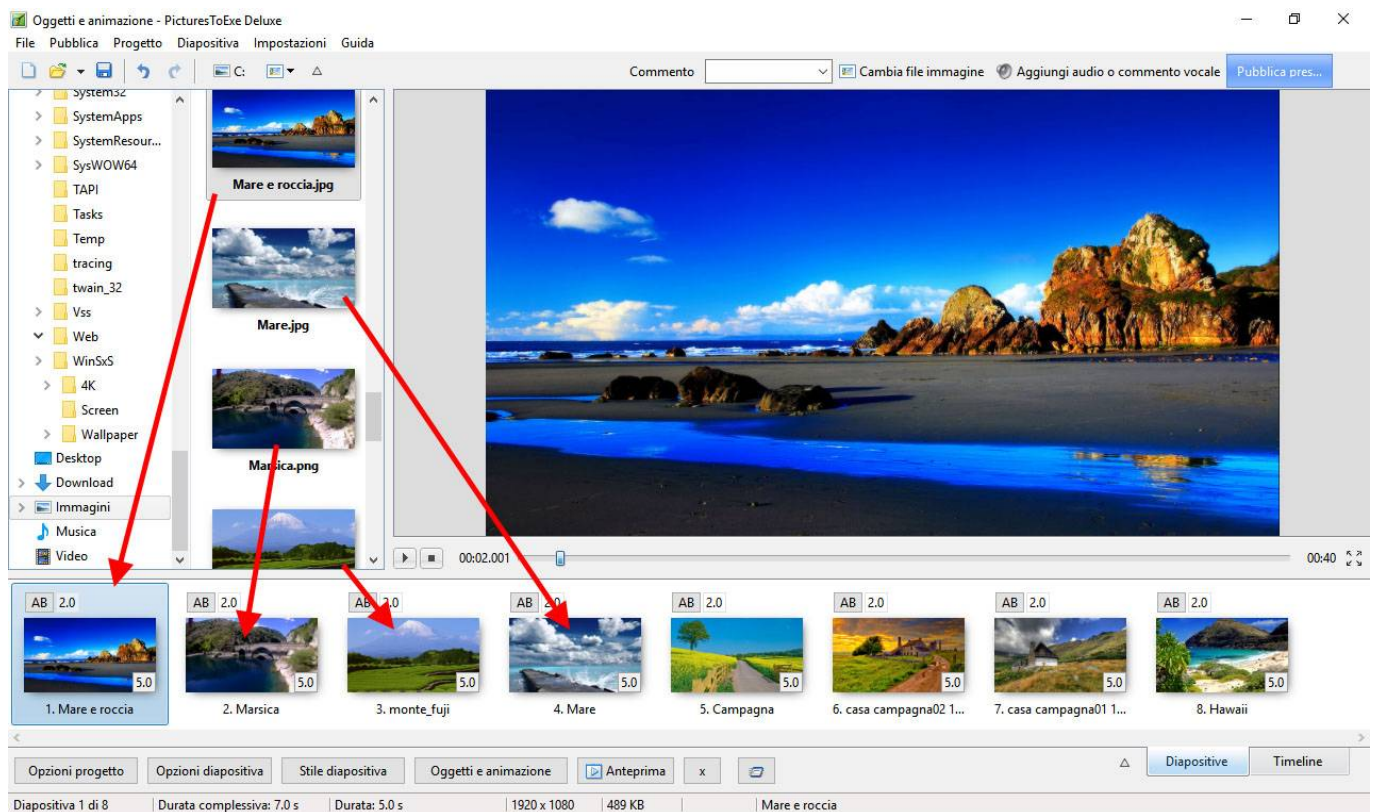 Oggetti e animazione - PicturesToExe Deluxe
File Pubblica Progetto Diapositiva Impostazioni Guida
C:
Commento
Cambia file immagine
Aggiungi audio o commento vocale
Pubblica pres...
System32
SystemApps
SystemResour...
SysWOW64
TAPI
Tasks
Temp
tracing
twain_32
Vss
Web
WinSxS
4K
Screen
Wallpaper
Desktop
Download
Immagini
Musica
Video
Mare e roccia.jpg
Mare.jpg
Marsica.png
00:02.001
00:40
AB 2.0 AB 2.0 AB 2.0 AB 2.0 AB 2.0 AB 2.0 AB 2.0 AB 2.0
5.0 5.0 5.0 5.0 5.0 5.0 5.0 5.0
1. Mare e roccia 2. Marsica 3. monte_fuji 4. Mare 5. Campagna 6. casa campagna02 1... 7. casa campagna01 1... 8. Hawaii
Opzioni progetto Opzioni diapositiva Stile diapositiva Oggetti e animazione Anteprima x Diapositive Timeline
Diapositiva 1 di 8 Durata complessiva: 7.0 s Durata: 5.0 s 1920 x 1080 489 KB Mare e roccia